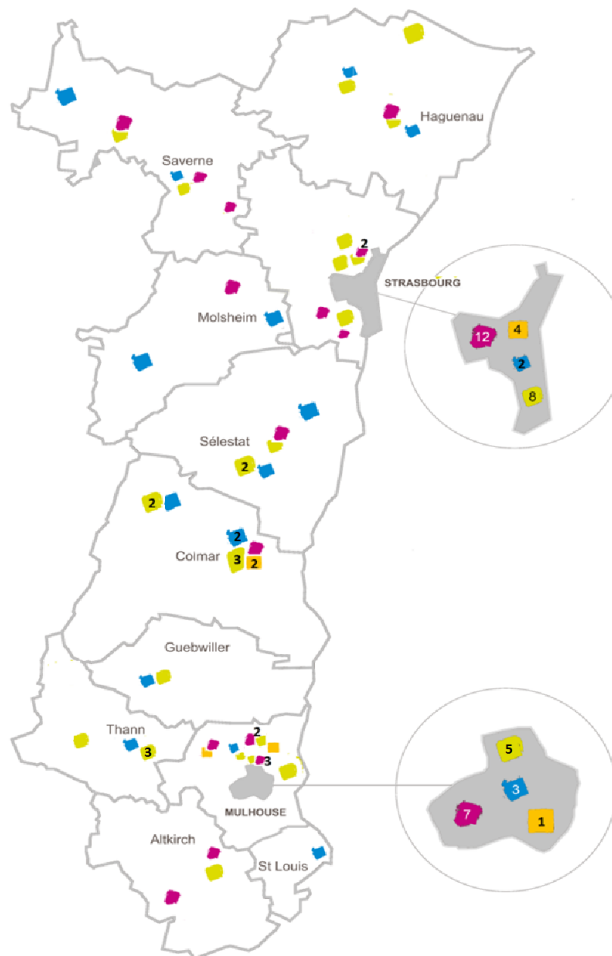 Haguenau
Saverne
2
STRASBOURG
Molsheim
12
4
2
8
Sélestat
2
2
2
Colmar
3
2
Guebwiller
Thann
3
2
3
MULHOUSE
5
3
7
1
Altkirch
St Louis